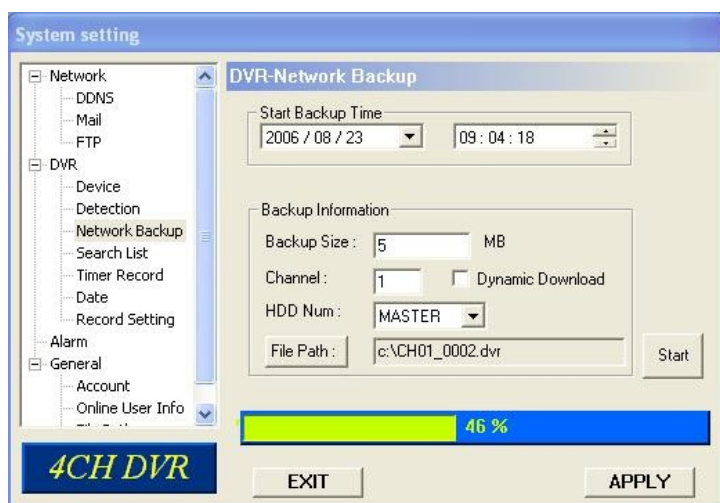 System setting
Network
DDNS
Mail
FTP
DVR
Device
Detection
Network Backup
Search List
Timer Record
Date
Record Setting
Alarm
General
Account
Online User Info
4CH DVR
DVR-Network Backup
Start Backup Time
2006 / 08 / 23 09 : 04 : 18
Backup Information
Backup Size : 5 MB
Channel : 1 Dynamic Download
HDD Num : MASTER
File Path : c:\CH01_0002.dvr
Start
46 %
EXIT APPLY